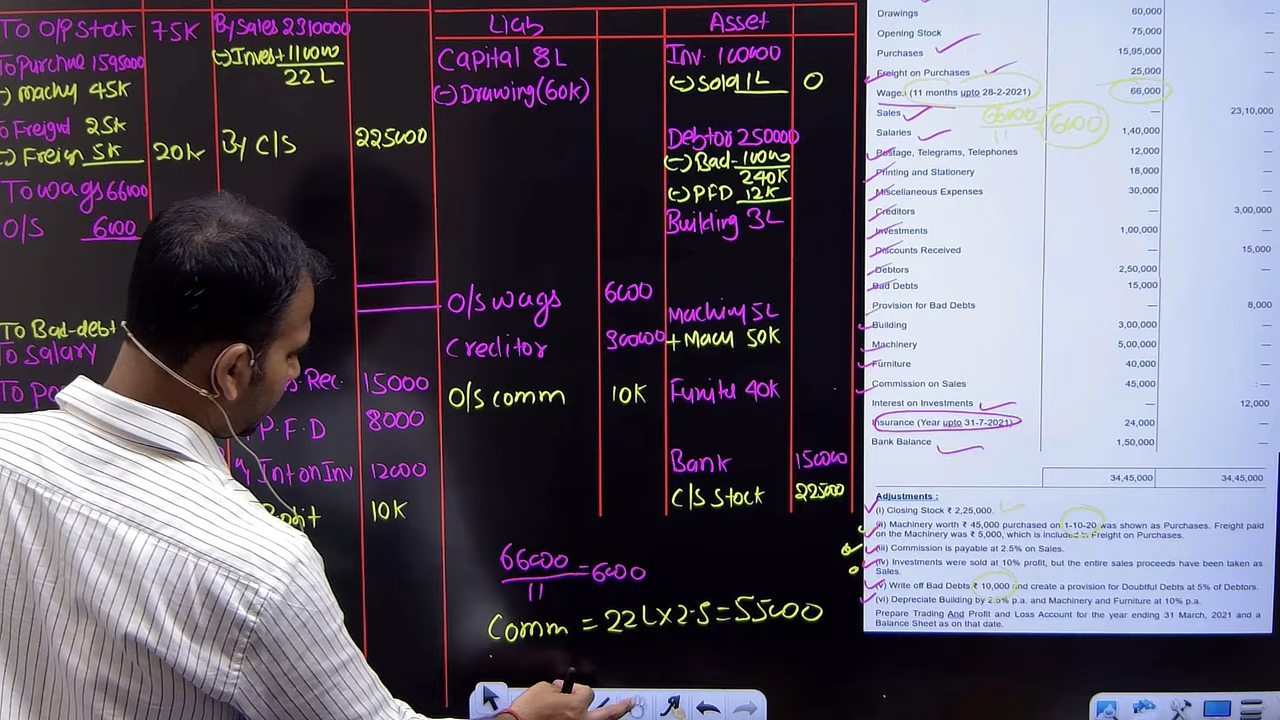 To O/P Stock 75K By Sales 2310000
To Purchase 1595000 (-) Invest 110000
(-) Machy 45K 22 L
To Freight 25K
(-) Freigh 5K 20K By C/S 225000
To wags 66000
O/S 6000
To Bad-debts
To Salary
To Po
Rec. 15000
P.F.D 8000
Int on Inv 12000
10K
Liab Asset
Capital 8L Inv. 100000
(-) Drawing (60K) (-) Sold 1L 0
Debtor 250000
(-) Bad- 10000
240K
(-) PFD 12K
Building 3L
O/S wags 6000 Machiny 5L
Creditor 300000 + Mach 50K
O/S comm 10K Funite 40K
Bank 150000
C/S Stock 225000
66000 = 6000
11
Comm = 22L X 2.5 = 55000
Drawings 60,000 —
Opening Stock 75,000 —
Purchases 15,95,000 —
Freight on Purchases 25,000 —
Wages (11 months upto 28-2-2021) 66,000 —
66000 6000
11
Sales — 23,10,000
Salaries 1,40,000 —
Postage, Telegrams, Telephones 12,000 —
Printing and Stationery 18,000 —
Miscellaneous Expenses 30,000 —
Creditors — 3,00,000
Investments 1,00,000 —
Discounts Received — 15,000
Debtors 2,50,000 —
Bad Debts 15,000 —
Provision for Bad Debts — 8,000
Building 3,00,000 —
Machinery 5,00,000 —
Furniture 40,000 —
Commission on Sales 45,000 —
Interest on Investments — 12,000
Insurance (Year upto 31-7-2021) 24,000 —
Bank Balance 1,50,000 —
34,45,000 34,45,000
Adjustments :
(i) Closing Stock ₹ 2,25,000.
(ii) Machinery worth ₹ 45,000 purchased on 1-10-20 was shown as Purchases. Freight paid
on the Machinery was ₹ 5,000, which is included in Freight on Purchases.
(iii) Commission is payable at 2.5% on Sales.
(iv) Investments were sold at 10% profit, but the entire sales proceeds have been taken as
Sales.
(v) Write off Bad Debts ₹ 10,000 and create a provision for Doubtful Debts at 5% of Debtors.
(vi) Depreciate Building by 2.5% p.a. and Machinery and Furniture at 10% p.a.
Prepare Trading And Profit and Loss Account for the year ending 31 March, 2021 and a
Balance Sheet as on that date.